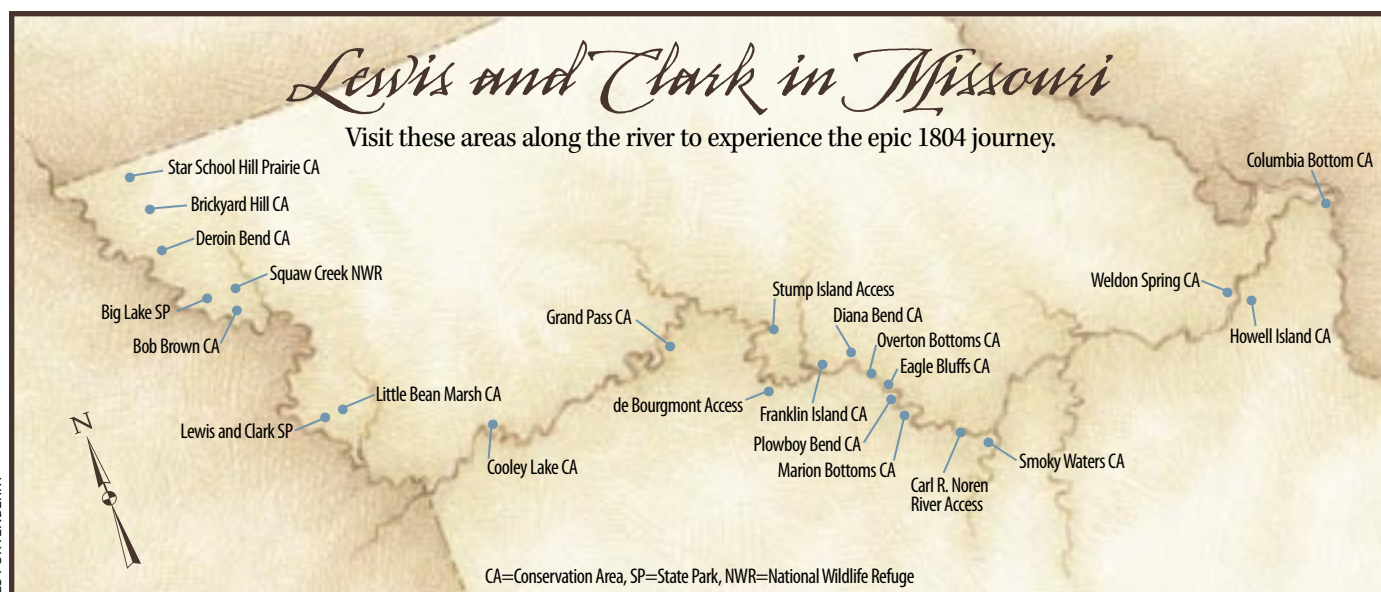 Lewis and Clark in Missouri
Visit these areas along the river to experience the epic 1804 journey.
Star School Hill Prairie CA
Columbia Bottom CA
Brickyard Hill CA
Deroin Bend CA
Squaw Creek NWR
Weldon Spring CA
Big Lake SP
Stump Island Access
Grand Pass CA
Diana Bend CA
Howell Island CA
Bob Brown CA
Overton Bottoms CA
Eagle Bluffs CA
Little Bean Marsh CA
de Bourgmont Access
Franklin Island CA
N
Lewis and Clark SP
Plowboy Bend CA
Cooley Lake CA
Marion Bottoms CA
Smoky Waters CA
Carl R. Noren
River Access
CA=Conservation Area, SP=State Park, NWR=National Wildlife Refuge